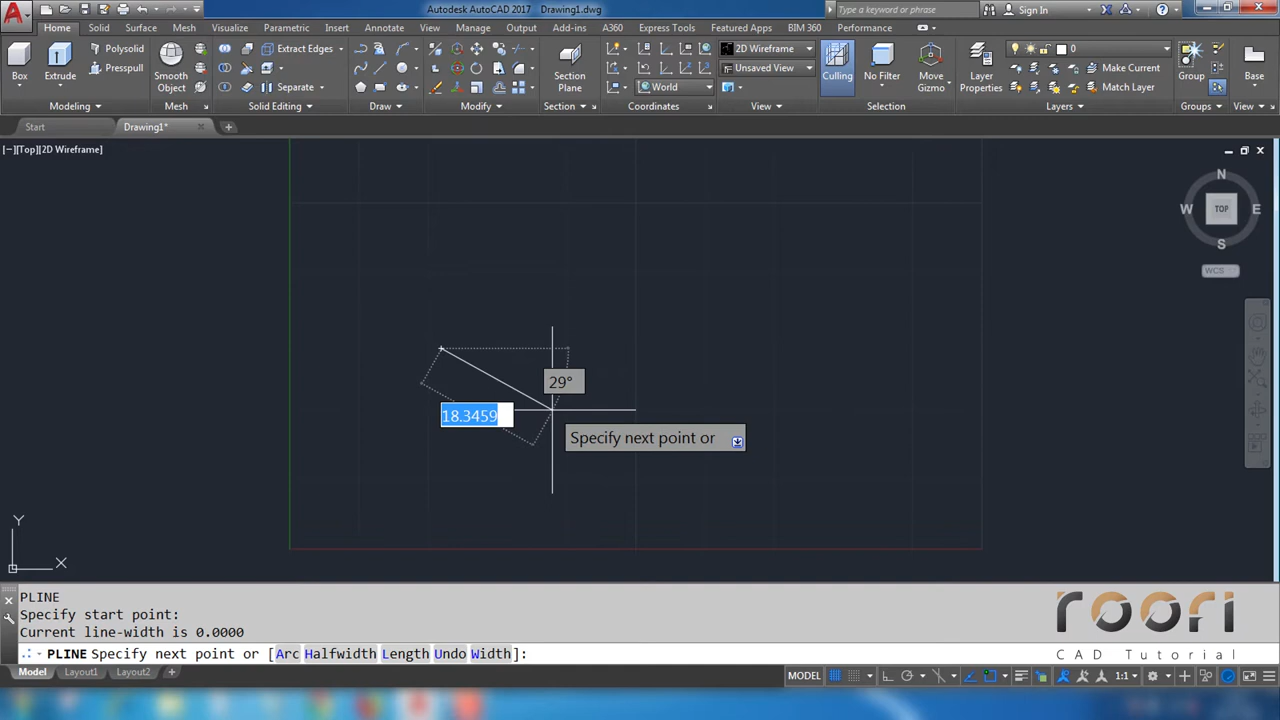 Autodesk AutoCAD 2017 Drawing1.dwg
Type a keyword or phrase
Sign In
Home Solid Surface Mesh Visualize Parametric Insert Annotate View Manage Output Add-ins A360 Express Tools Featured Apps BIM 360 Performance
Box
Extrude
Polysolid
Presspull
Modeling
Smooth
Object
Mesh
Extrude Edges
Separate
Solid Editing
Draw
Modify
Section
Plane
Section
World
Coordinates
2D Wireframe
Unsaved View
View
Culling
No Filter
Move
Gizmo
Selection
Layer
Properties
0
Make Current
Match Layer
Layers
Group
Groups
Base
View
Start
Drawing1*
[−][Top][2D Wireframe]
N
W
TOP
E
S
WCS
29°
18.3459
Specify next point or
Y
X
PLINE
Specify start point:
Current line-width is 0.0000
PLINE Specify next point or [Arc Halfwidth Length Undo Width]:
roofi
CAD Tutorial
Model
Layout1
Layout2
MODEL
1:1